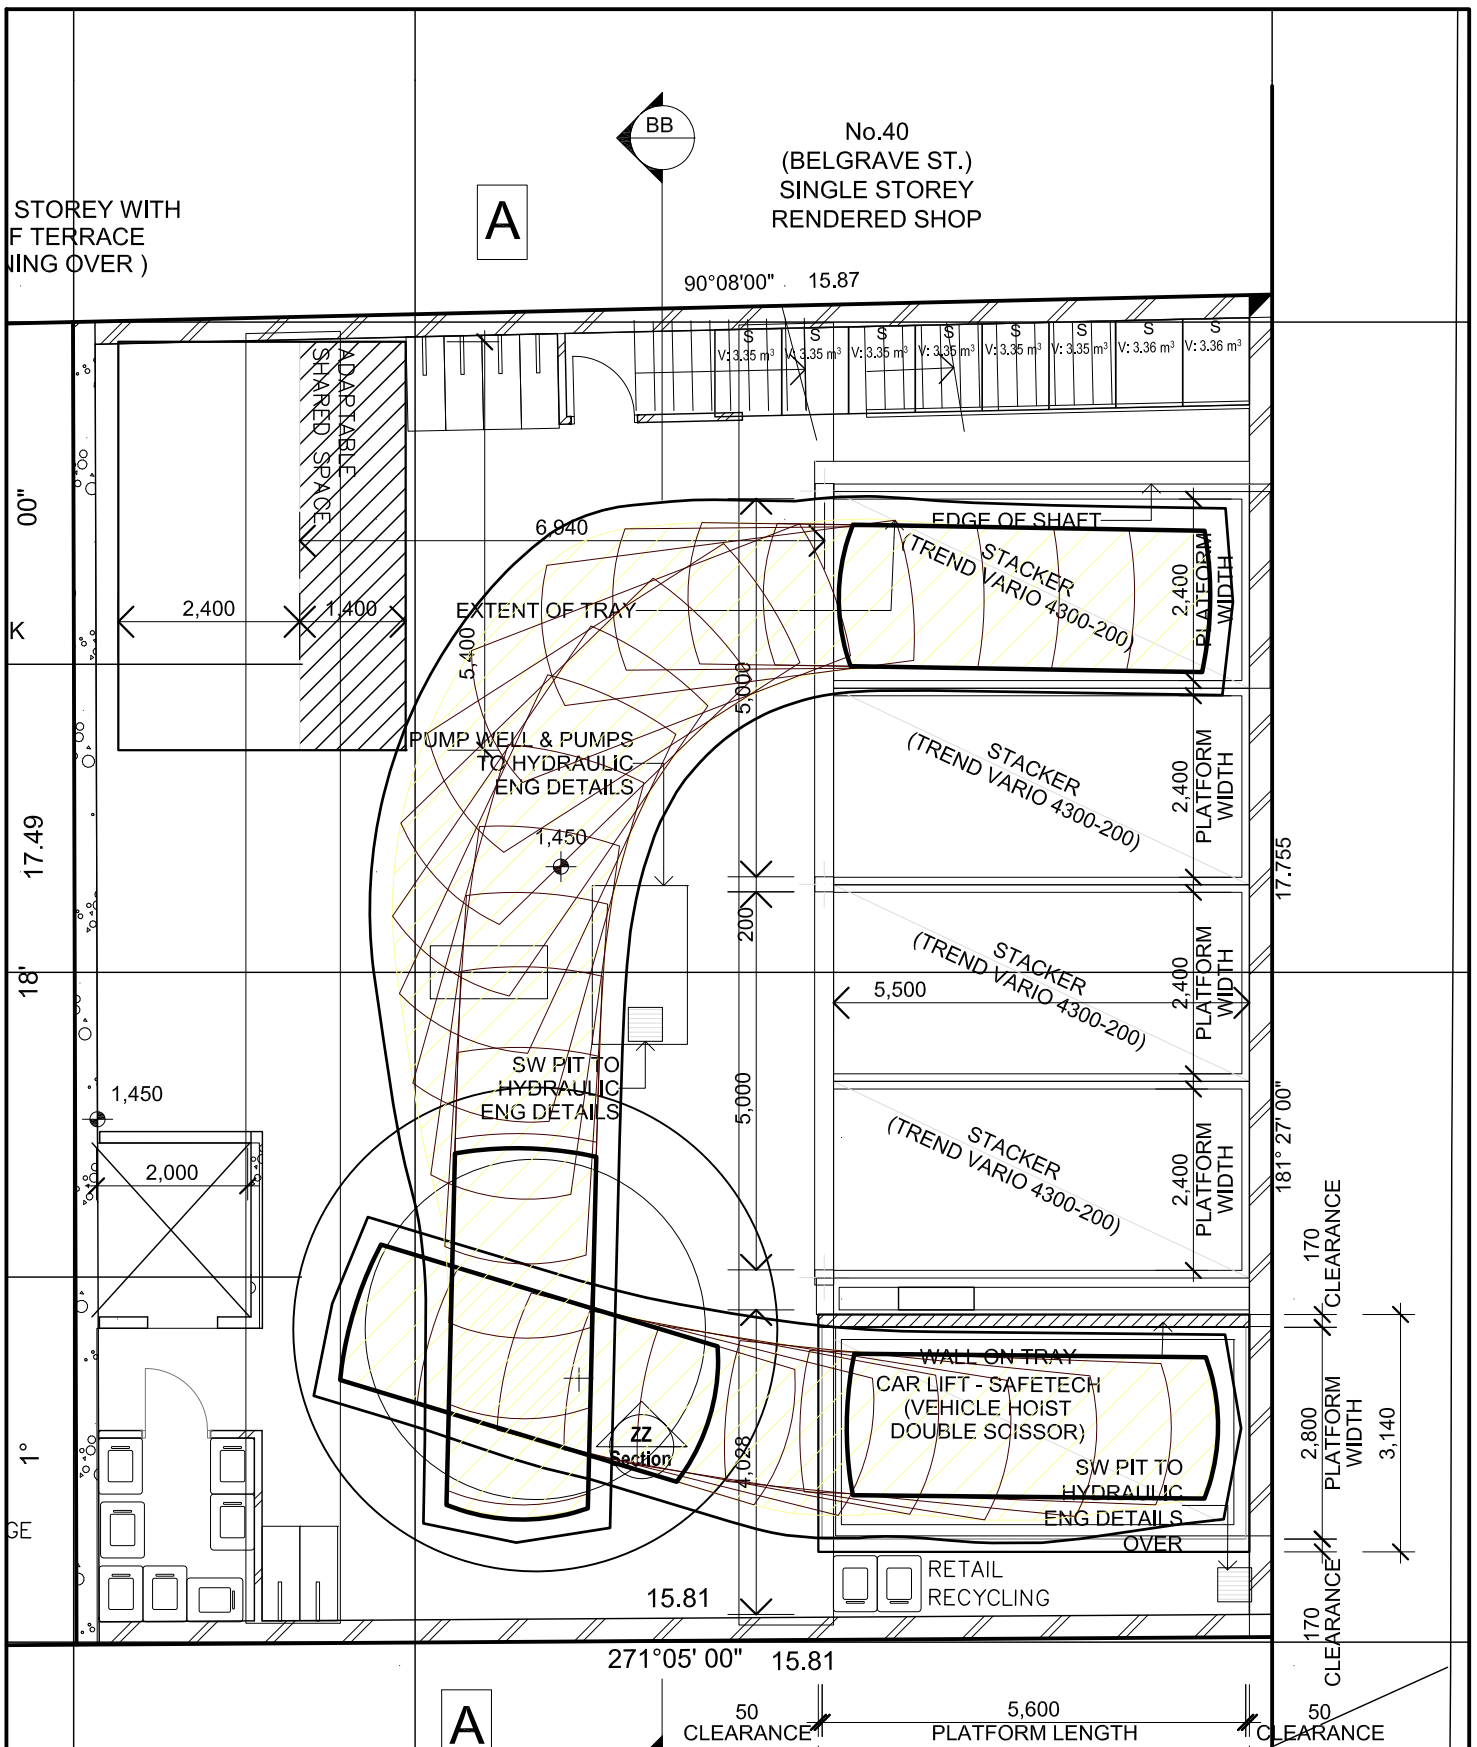 BB
No.40
(BELGRAVE ST.)
SINGLE STOREY
RENDERED SHOP
A
STOREY WITH
F TERRACE
NING OVER )
90°08'00" 15.87
S S S S S S S S
V: 3.35 m³ V: 3.35 m³ V: 3.35 m³ V: 3.35 m³ V: 3.35 m³ V: 3.35 m³ V: 3.36 m³ V: 3.36 m³
ADAPTABLE
SHARED SPACE
00"
6,940
EDGE OF SHAFT
STACKER
(TREND VARIO 4300-200)
2,400
PLATFORM
WIDTH
2,400
1,400
EXTENT OF TRAY
K
5,400
5,000
PUMP WELL & PUMPS
TO HYDRAULIC
ENG DETAILS
STACKER
(TREND VARIO 4300-200)
2,400
PLATFORM
WIDTH
17.49
1,450
17.755
200
18'
STACKER
(TREND VARIO 4300-200)
2,400
PLATFORM
WIDTH
5,500
SW PIT TO
HYDRAULIC
ENG DETAILS
1,450
5,000
STACKER
(TREND VARIO 4300-200)
2,400
PLATFORM
WIDTH
181° 27' 00"
2,000
170
CLEARANCE
WALL ON TRAY
CAR LIFT - SAFETECH
(VEHICLE HOIST
DOUBLE SCISSOR)
2,800
PLATFORM
WIDTH
3,140
ZZ
Section
4,028
1°
SW PIT TO
HYDRAULIC
ENG DETAILS
OVER
GE
RETAIL
RECYCLING
15.81
170
CLEARANCE
271°05' 00" 15.81
A
50
CLEARANCE
5,600
PLATFORM LENGTH
50
CLEARANCE